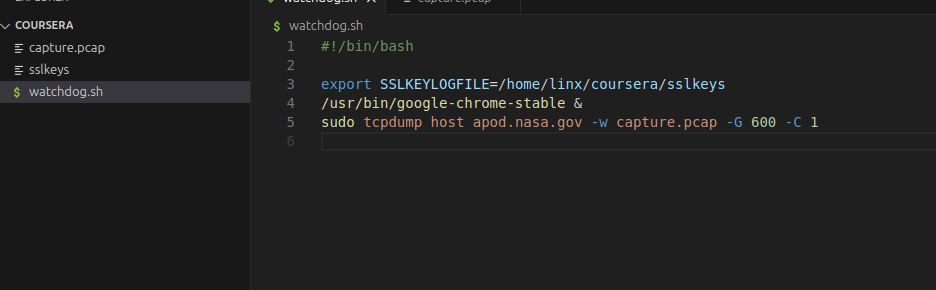 EXPLORER
watchdog.sh
capture.pcap
COURSERA
capture.pcap
sslkeys
$ watchdog.sh
$ watchdog.sh
1 #!/bin/bash
2
3 export SSLKEYLOGFILE=/home/linx/coursera/sslkeys
4 /usr/bin/google-chrome-stable &
5 sudo tcpdump host apod.nasa.gov -w capture.pcap -G 600 -C 1
6